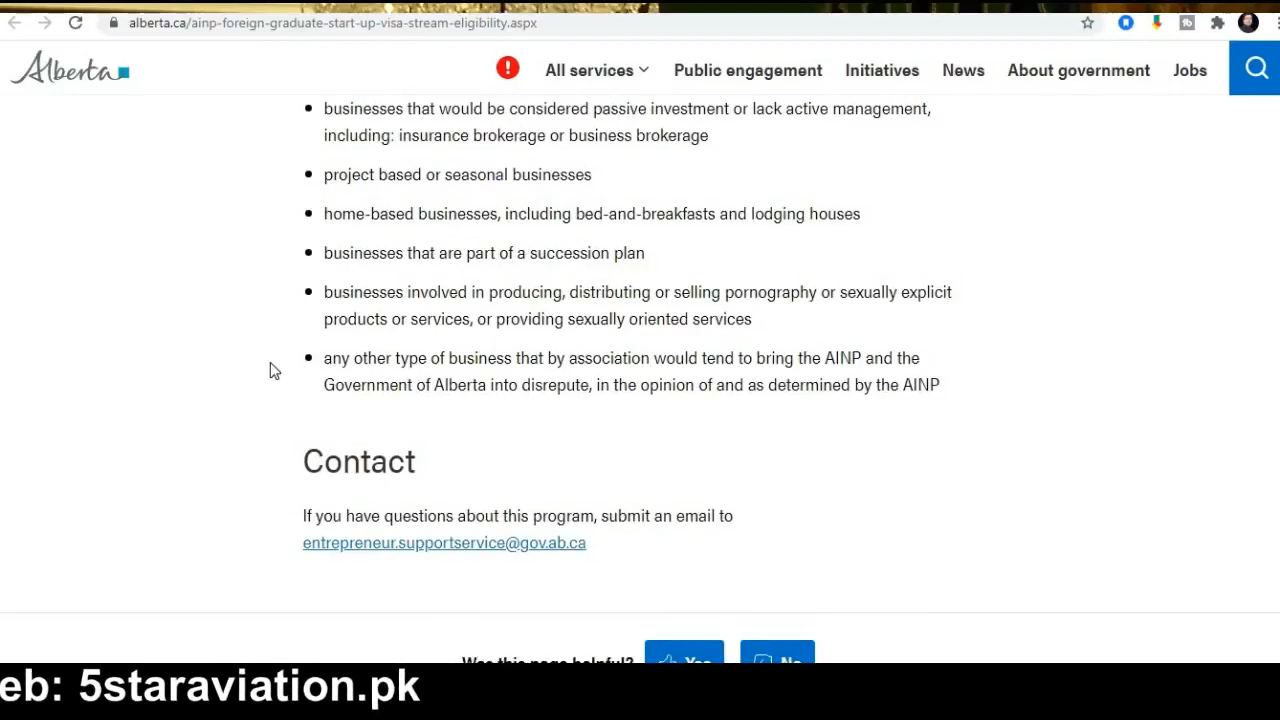 alberta.ca/ainp-foreign-graduate-start-up-visa-stream-eligibility.aspx
Alberta
All services
Public engagement
Initiatives
News
About government
Jobs
businesses that would be considered passive investment or lack active management,
including: insurance brokerage or business brokerage
project based or seasonal businesses
home-based businesses, including bed-and-breakfasts and lodging houses
businesses that are part of a succession plan
businesses involved in producing, distributing or selling pornography or sexually explicit
products or services, or providing sexually oriented services
any other type of business that by association would tend to bring the AINP and the
Government of Alberta into disrepute, in the opinion of and as determined by the AINP
Contact
If you have questions about this program, submit an email to
entrepreneur.supportservice@gov.ab.ca
Was this page helpful?
Yes
No
eb: 5staraviation.pk